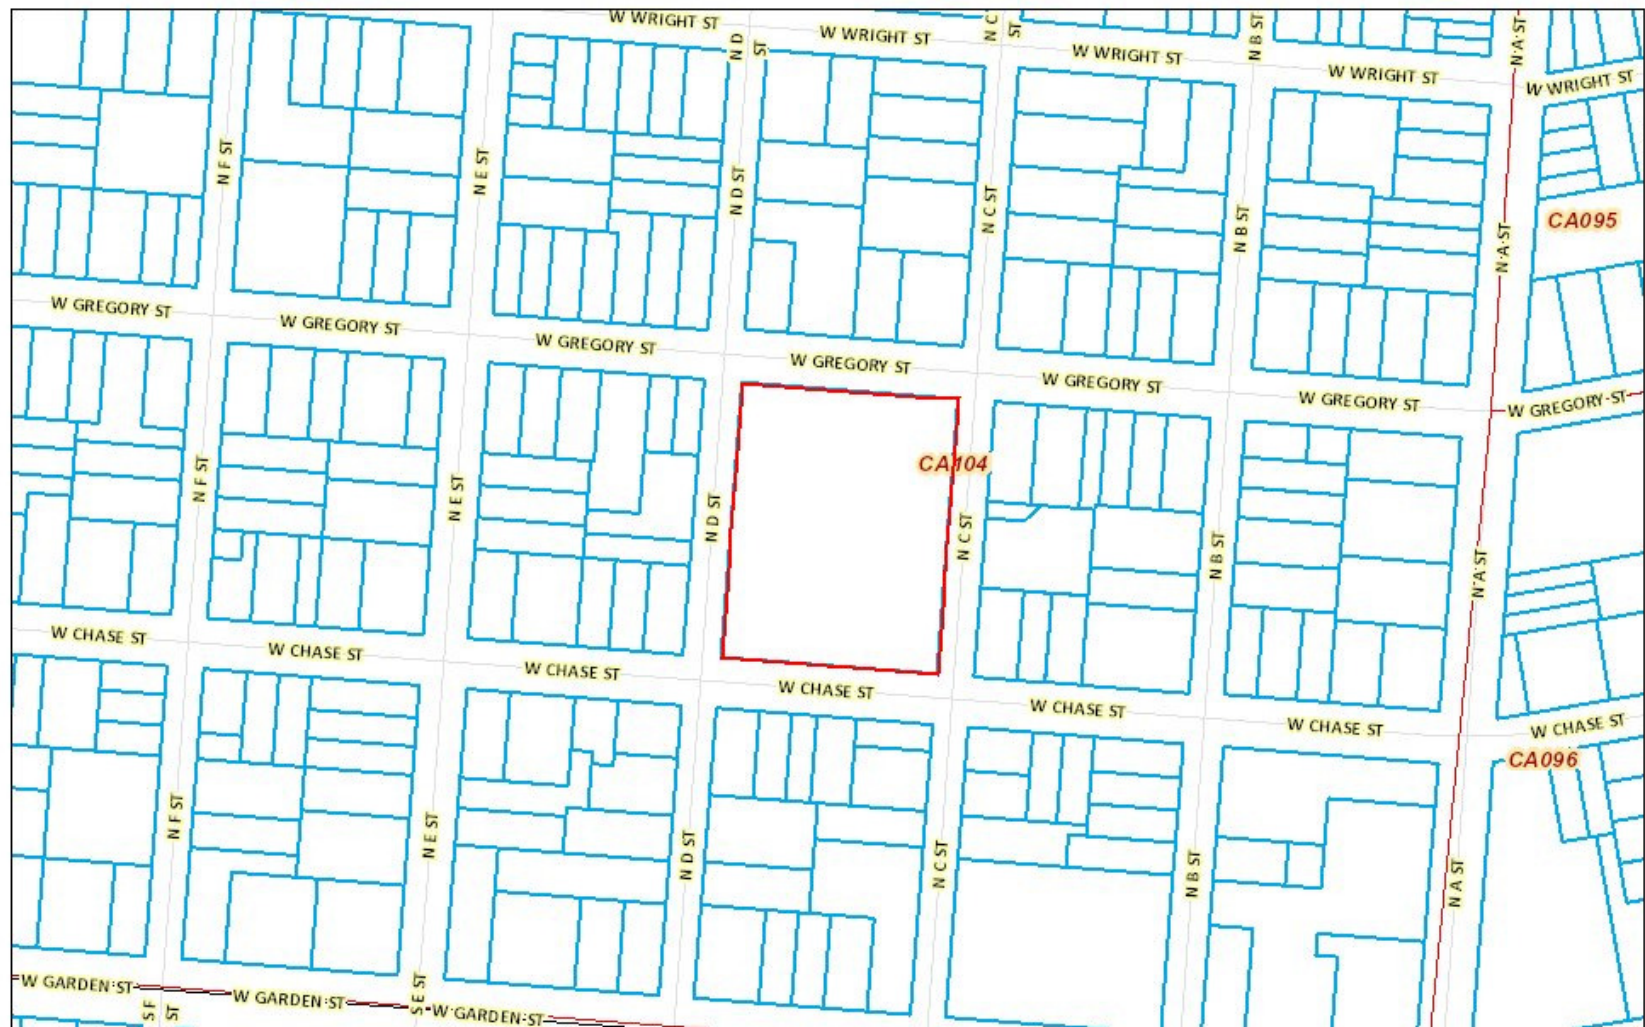 W WRIGHT ST
W WRIGHT ST
W WRIGHT ST
W WRIGHT ST
W WRIGHT ST
N D
ST
N C
ST
N B ST
N A ST
N F ST
N E ST
N D ST
N C ST
N B ST
N A ST
CA095
W GREGORY ST
W GREGORY ST
W GREGORY ST
W GREGORY ST
W GREGORY ST
W GREGORY ST
W GREGORY ST
CA104
N F ST
N E ST
N D ST
N C ST
N B ST
N A ST
W CHASE ST
W CHASE ST
W CHASE ST
W CHASE ST
W CHASE ST
W CHASE ST
W CHASE ST
CA096
N F ST
N E ST
N D ST
N C ST
N B ST
N A ST
W GARDEN ST
W GARDEN ST
W GARDEN ST
S F
ST
S E ST